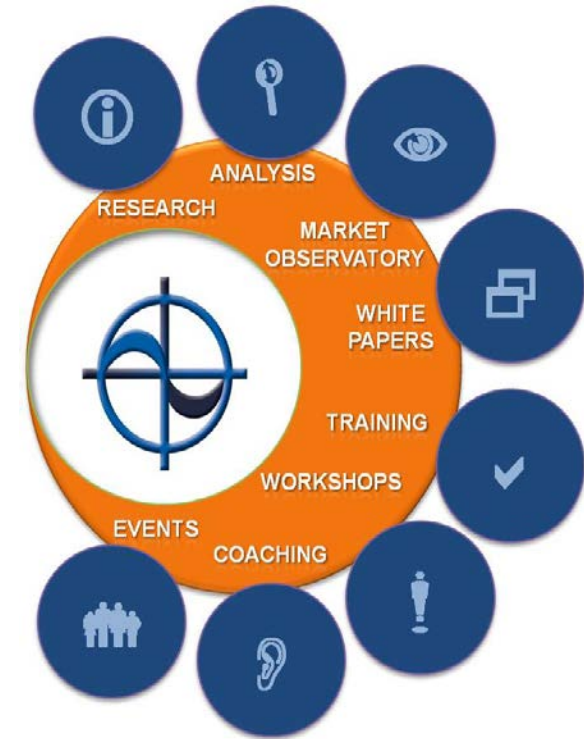 ANALYSIS
RESEARCH
MARKET
OBSERVATORY
WHITE
PAPERS
TRAINING
WORKSHOPS
EVENTS
COACHING